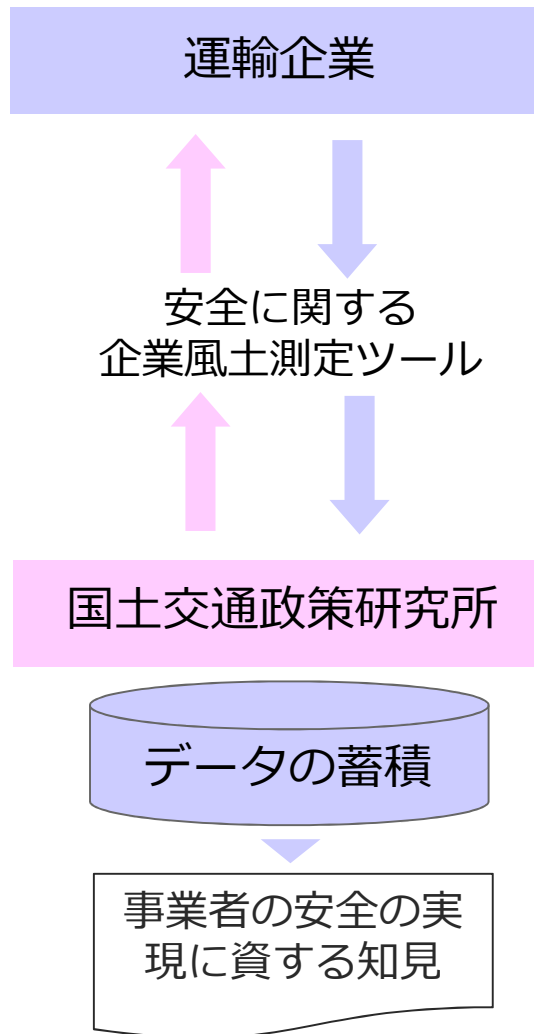 運輸企業
安全に関する
企業風土測定ツール
国土交通政策研究所
データの蓄積
事業者の安全の実
現に資する知見